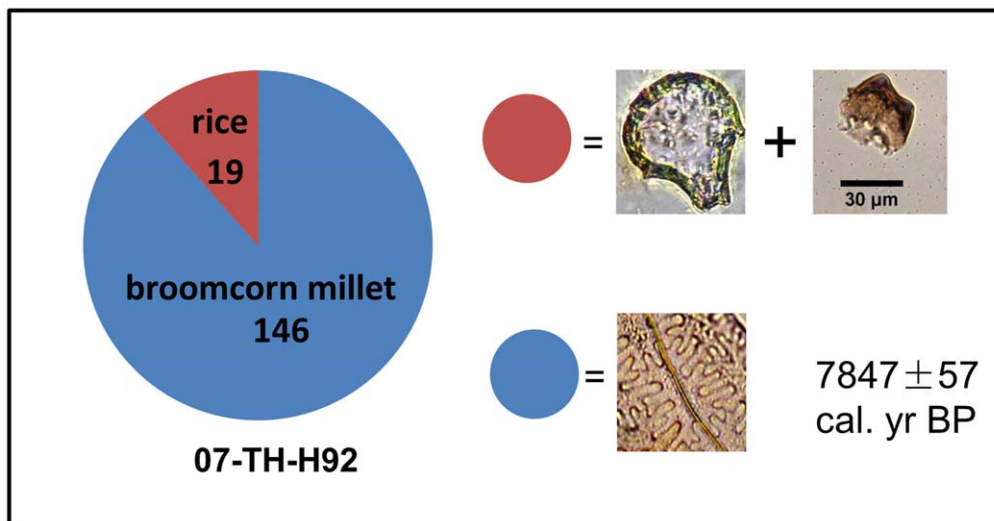 rice
19
broomcorn millet
146
07-TH-H92
=
+
30 μm
=
7847±57
cal. yr BP